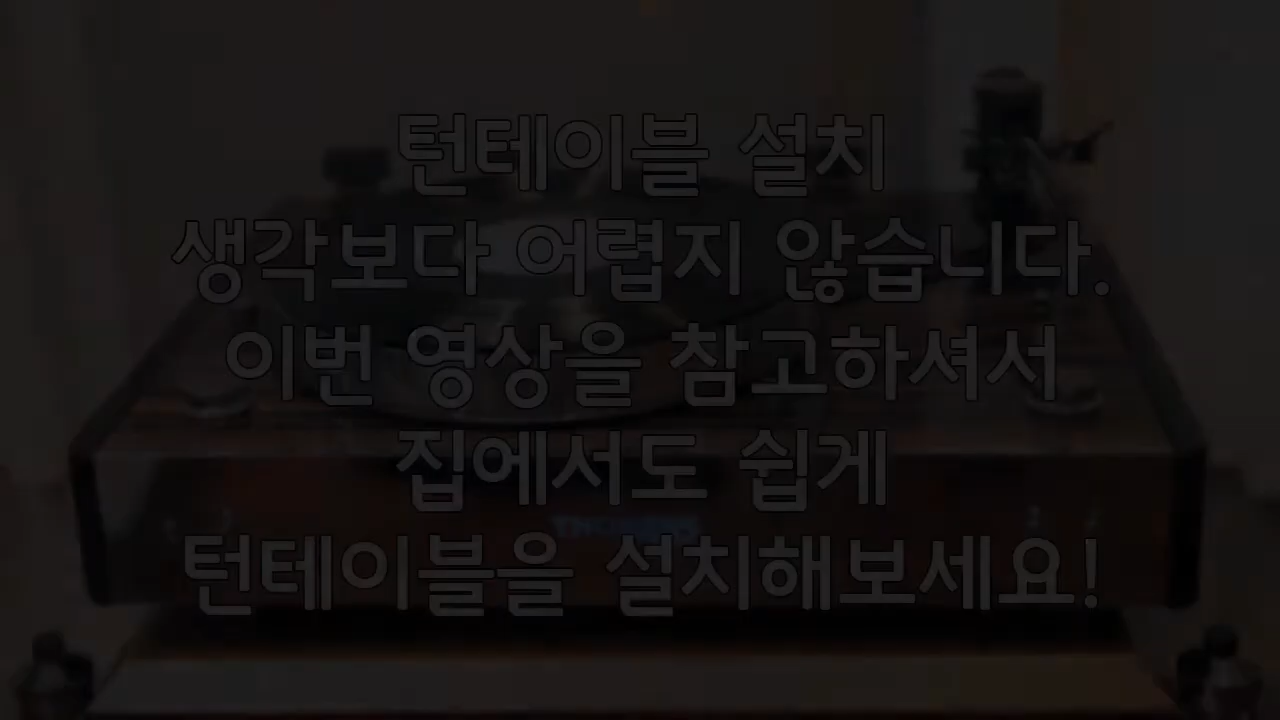 턴테이블 설치
생각보다 어렵지 않습니다.
이번 영상을 참고하셔서
집에서도 쉽게
턴테이블을 설치해보세요!